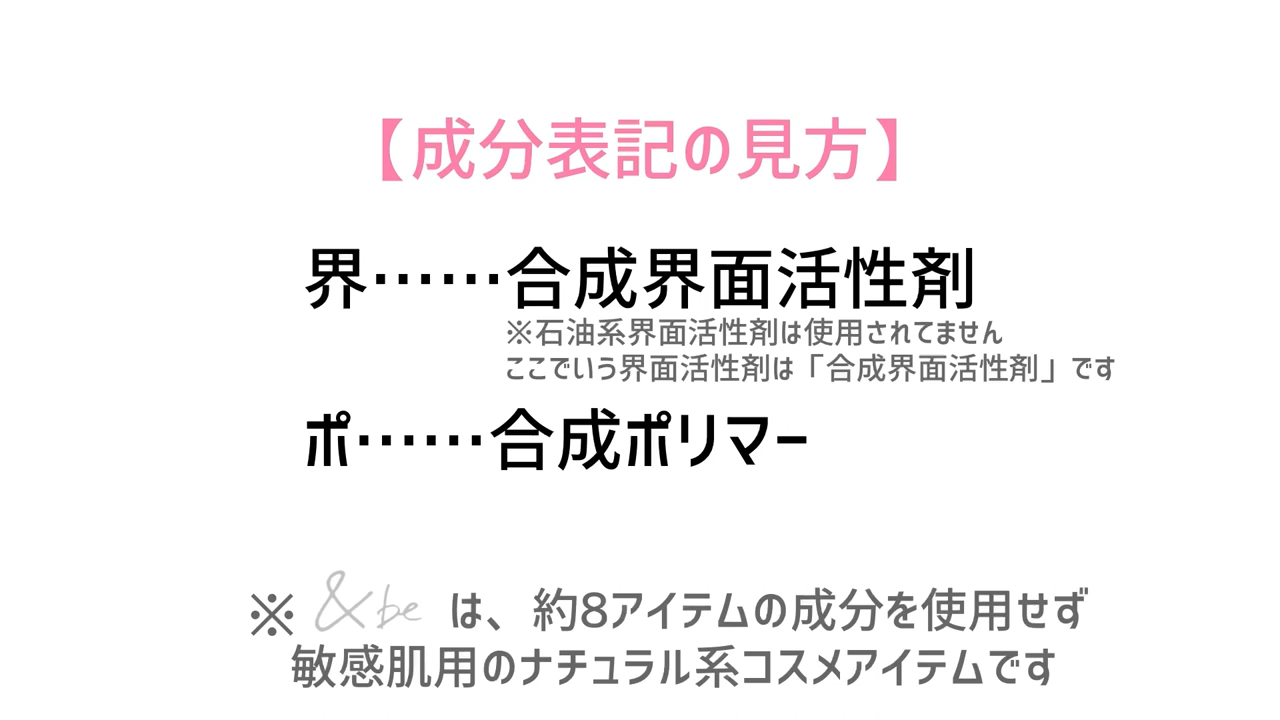 【成分表記の見方】
界……合成界面活性剤
※石油系界面活性剤は使用されてません
ここでいう界面活性剤は「合成界面活性剤」です
ポ……合成ポリマー
※ &be は、約8アイテムの成分を使用せず
敏感肌用のナチュラル系コスメアイテムです